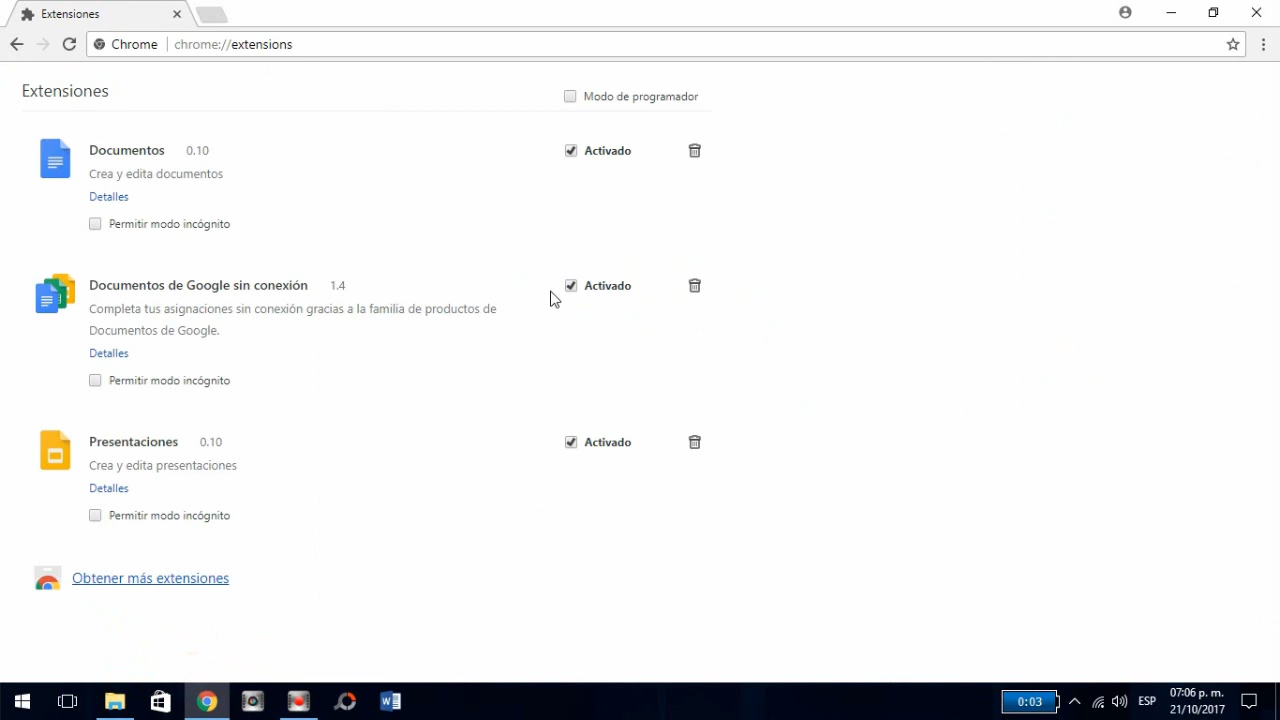 Extensiones
Chrome chrome://extensions
Extensiones
Modo de programador
Documentos 0.10
Activado
Crea y edita documentos
Detalles
Permitir modo incógnito
Documentos de Google sin conexión 1.4
Activado
Completa tus asignaciones sin conexión gracias a la familia de productos de
Documentos de Google.
Detalles
Permitir modo incógnito
Presentaciones 0.10
Activado
Crea y edita presentaciones
Detalles
Permitir modo incógnito
Obtener más extensiones
0:03
ESP
07:06 p. m.
21/10/2017